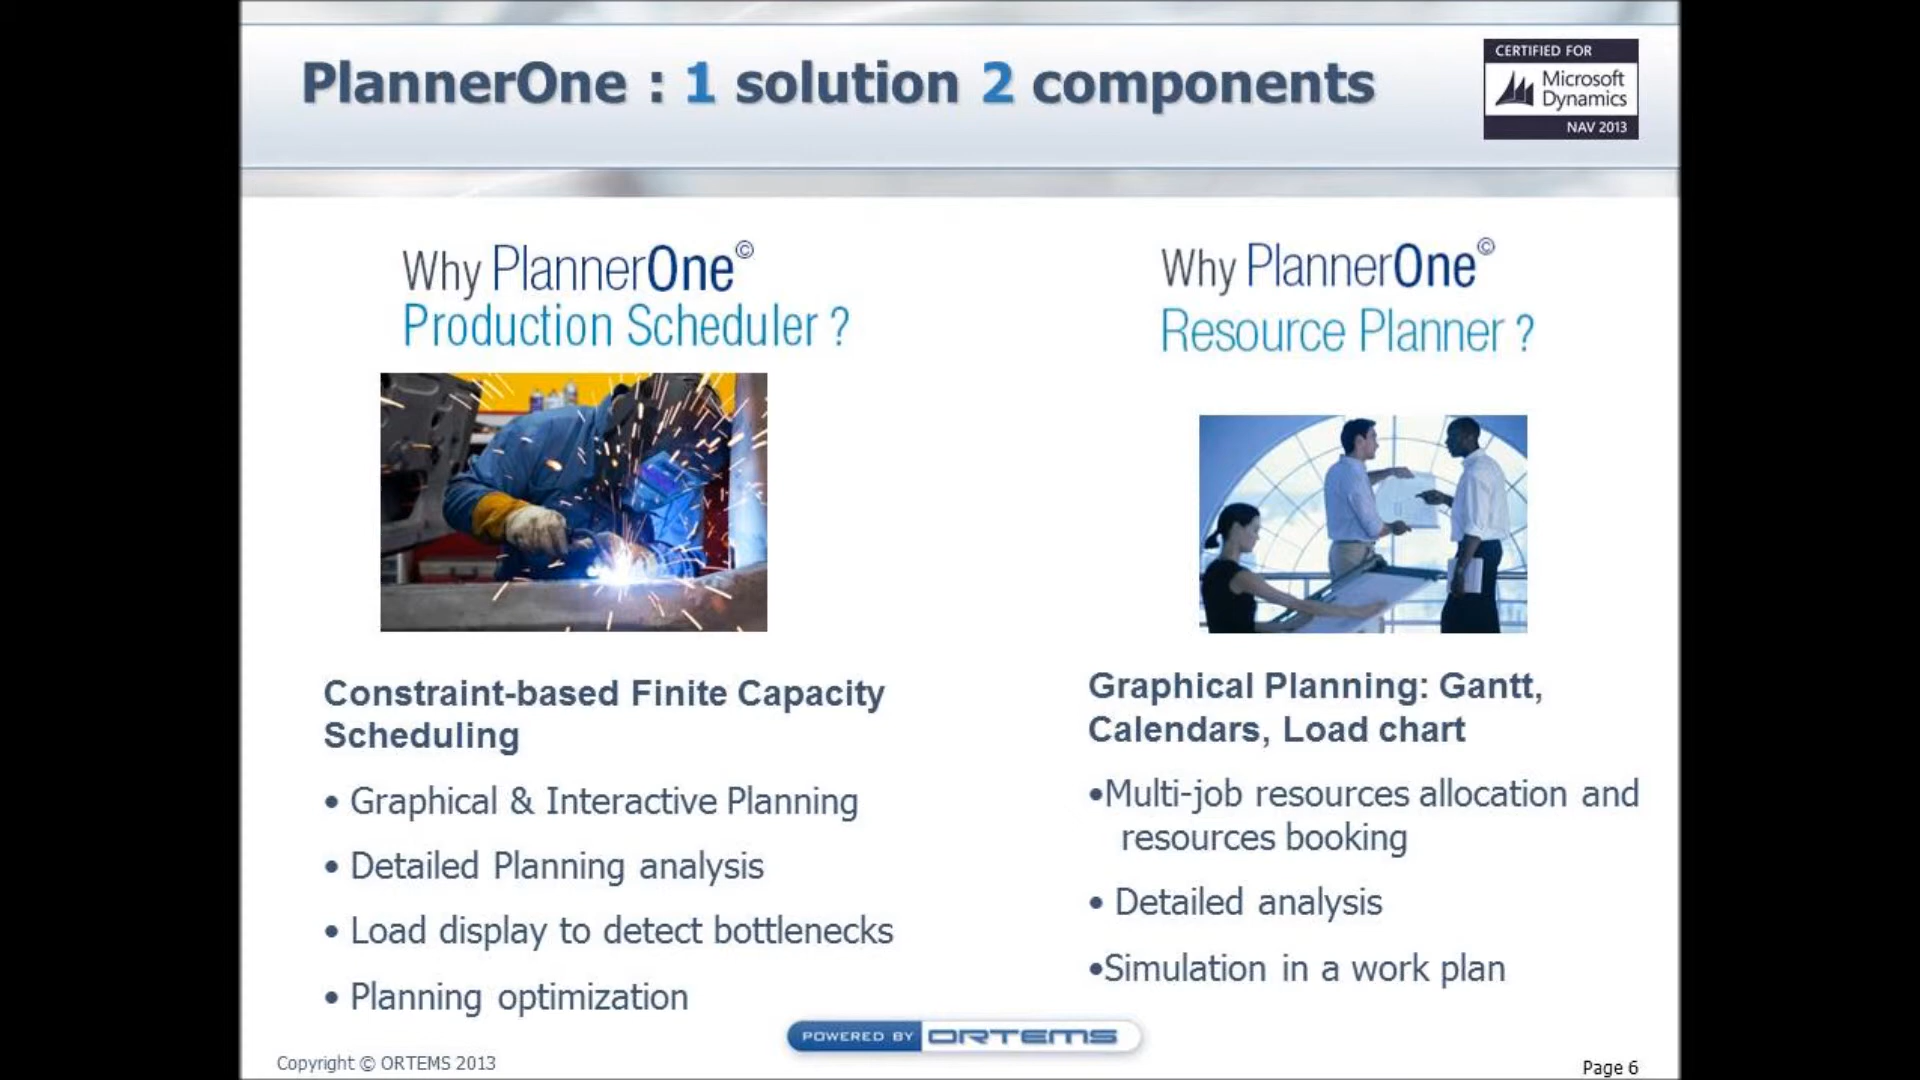 PlannerOne : 1 solution 2 components
CERTIFIED FOR
Microsoft
Dynamics
NAV 2013
Why PlannerOne©
Production Scheduler ?
Constraint-based Finite Capacity
Scheduling
• Graphical & Interactive Planning
• Detailed Planning analysis
• Load display to detect bottlenecks
• Planning optimization
Why PlannerOne©
Resource Planner ?
Graphical Planning: Gantt,
Calendars, Load chart
•Multi-job resources allocation and
resources booking
• Detailed analysis
•Simulation in a work plan
POWERED BY ORTEMS
Copyright © ORTEMS 2013
Page 6